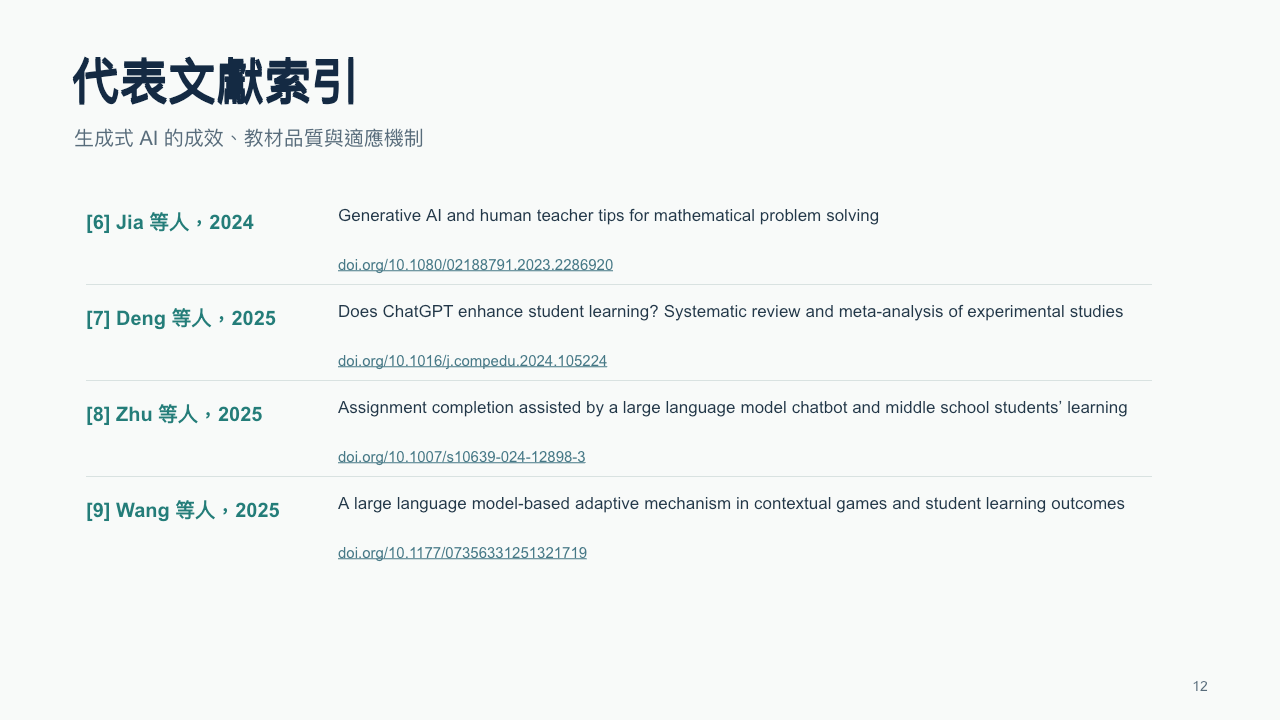 代表文獻索引
生成式 AI 的成效、教材品質與適應機制
[6] Jia 等人，2024
Generative AI and human teacher tips for mathematical problem solving
doi.org/10.1080/02188791.2023.2286920
[7] Deng 等人，2025
Does ChatGPT enhance student learning? Systematic review and meta-analysis of experimental studies
doi.org/10.1016/j.compedu.2024.105224
[8] Zhu 等人，2025
Assignment completion assisted by a large language model chatbot and middle school students’ learning
doi.org/10.1007/s10639-024-12898-3
[9] Wang 等人，2025
A large language model-based adaptive mechanism in contextual games and student learning outcomes
doi.org/10.1177/07356331251321719
12